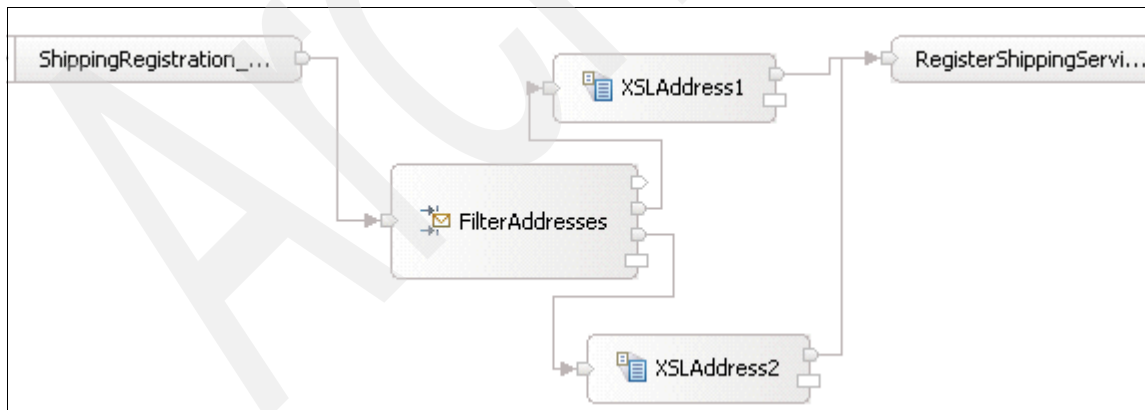 ShippingRegistration_...
XSLAddress1
RegisterShippingServi...
FilterAddresses
XSLAddress2